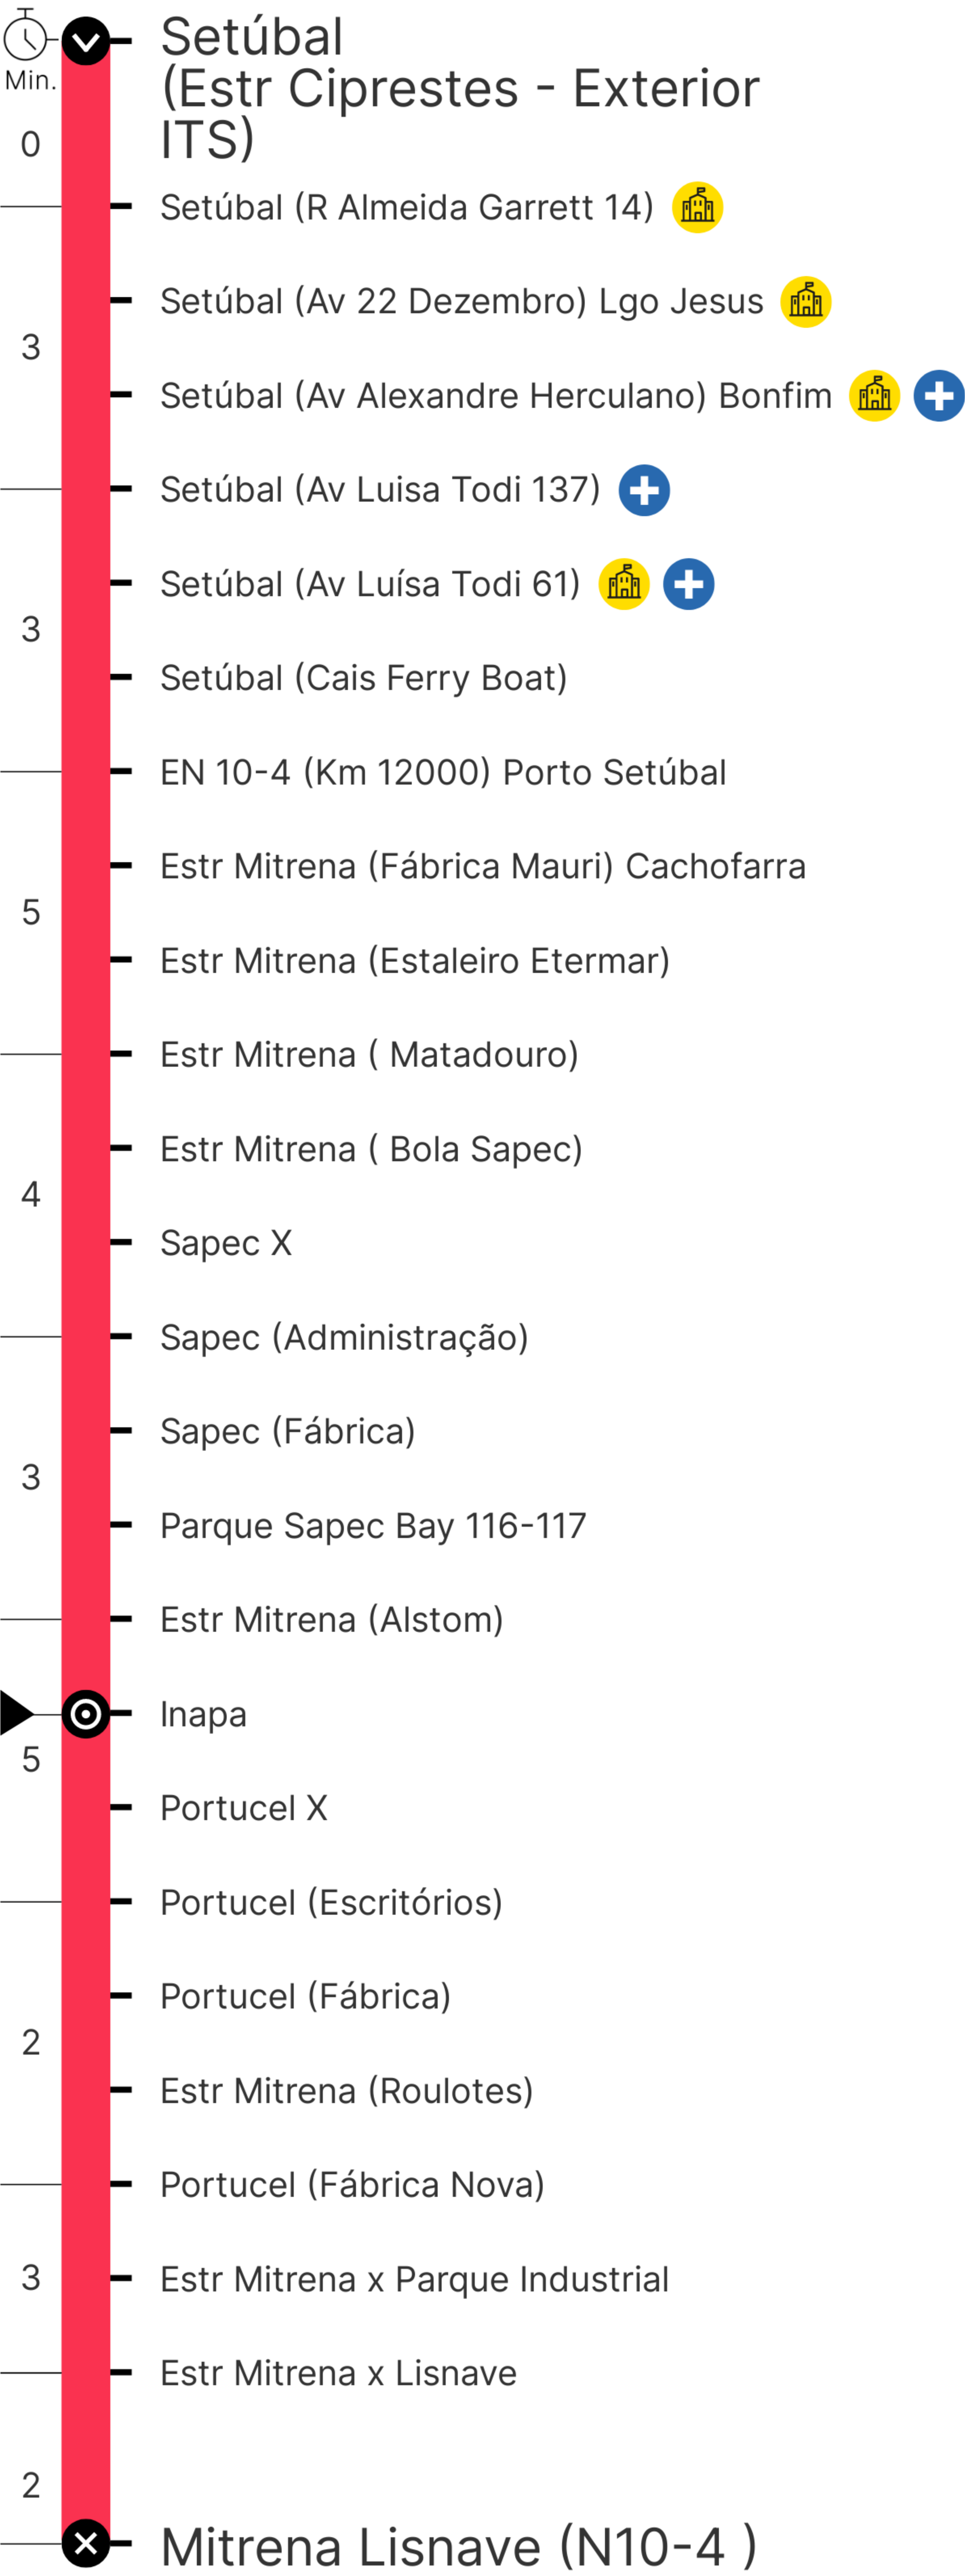 Min.
Setúbal
(Estr Ciprestes - Exterior
ITS)
0
Setúbal (R Almeida Garrett 14)
Setúbal (Av 22 Dezembro) Lgo Jesus
3
Setúbal (Av Alexandre Herculano) Bonfim
Setúbal (Av Luisa Todi 137)
Setúbal (Av Luísa Todi 61)
3
Setúbal (Cais Ferry Boat)
EN 10-4 (Km 12000) Porto Setúbal
Estr Mitrena (Fábrica Mauri) Cachofarra
5
Estr Mitrena (Estaleiro Etermar)
Estr Mitrena ( Matadouro)
Estr Mitrena ( Bola Sapec)
4
Sapec X
Sapec (Administração)
Sapec (Fábrica)
3
Parque Sapec Bay 116-117
Estr Mitrena (Alstom)
Inapa
5
Portucel X
Portucel (Escritórios)
Portucel (Fábrica)
2
Estr Mitrena (Roulotes)
Portucel (Fábrica Nova)
3
Estr Mitrena x Parque Industrial
Estr Mitrena x Lisnave
2
Mitrena Lisnave (N10-4 )